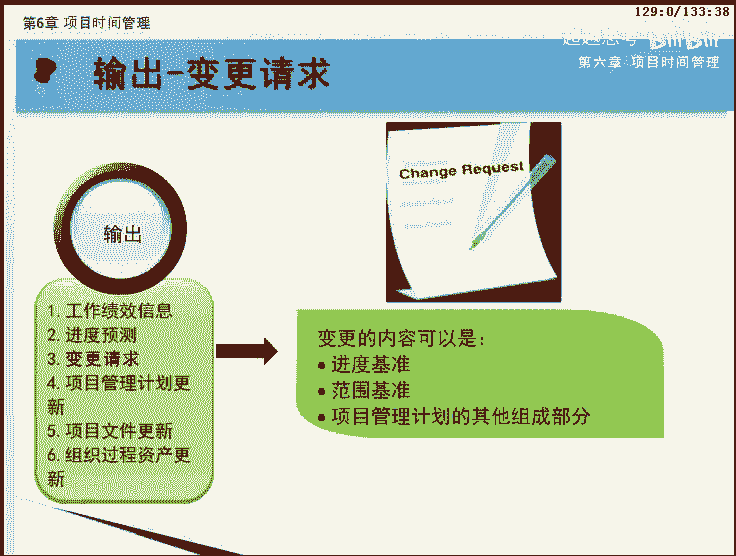 129:0/133:38
第6章 项目时间管理
第六章 项目时间管理
输出-变更请求
Change Request
输出
1.工作绩效信息
2.进度预测
3.变更请求
4.项目管理计划更
新
5.项目文件更新
6.组织过程资产更
新
变更的内容可以是：
●进度基准
●范围基准
●项目管理计划的其他组成部分